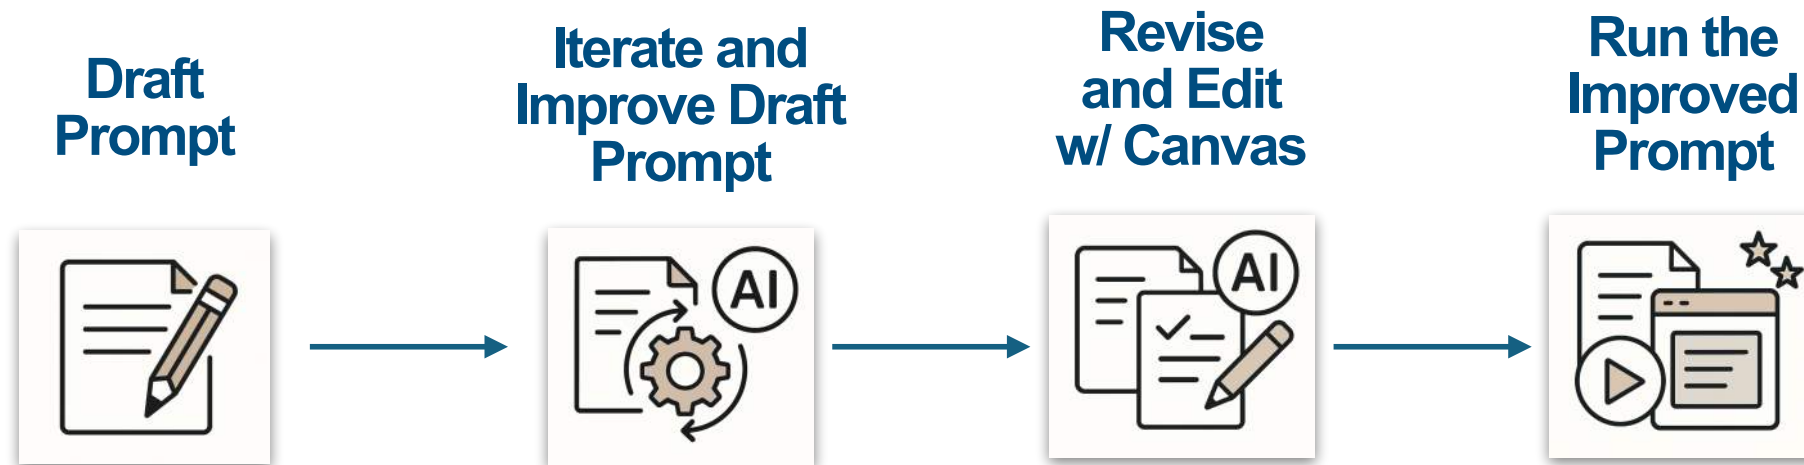 Draft
Prompt
Iterate and
Improve Draft
Prompt
AI
Revise
and Edit
w/ Canvas
AI
Run the
Improved
Prompt